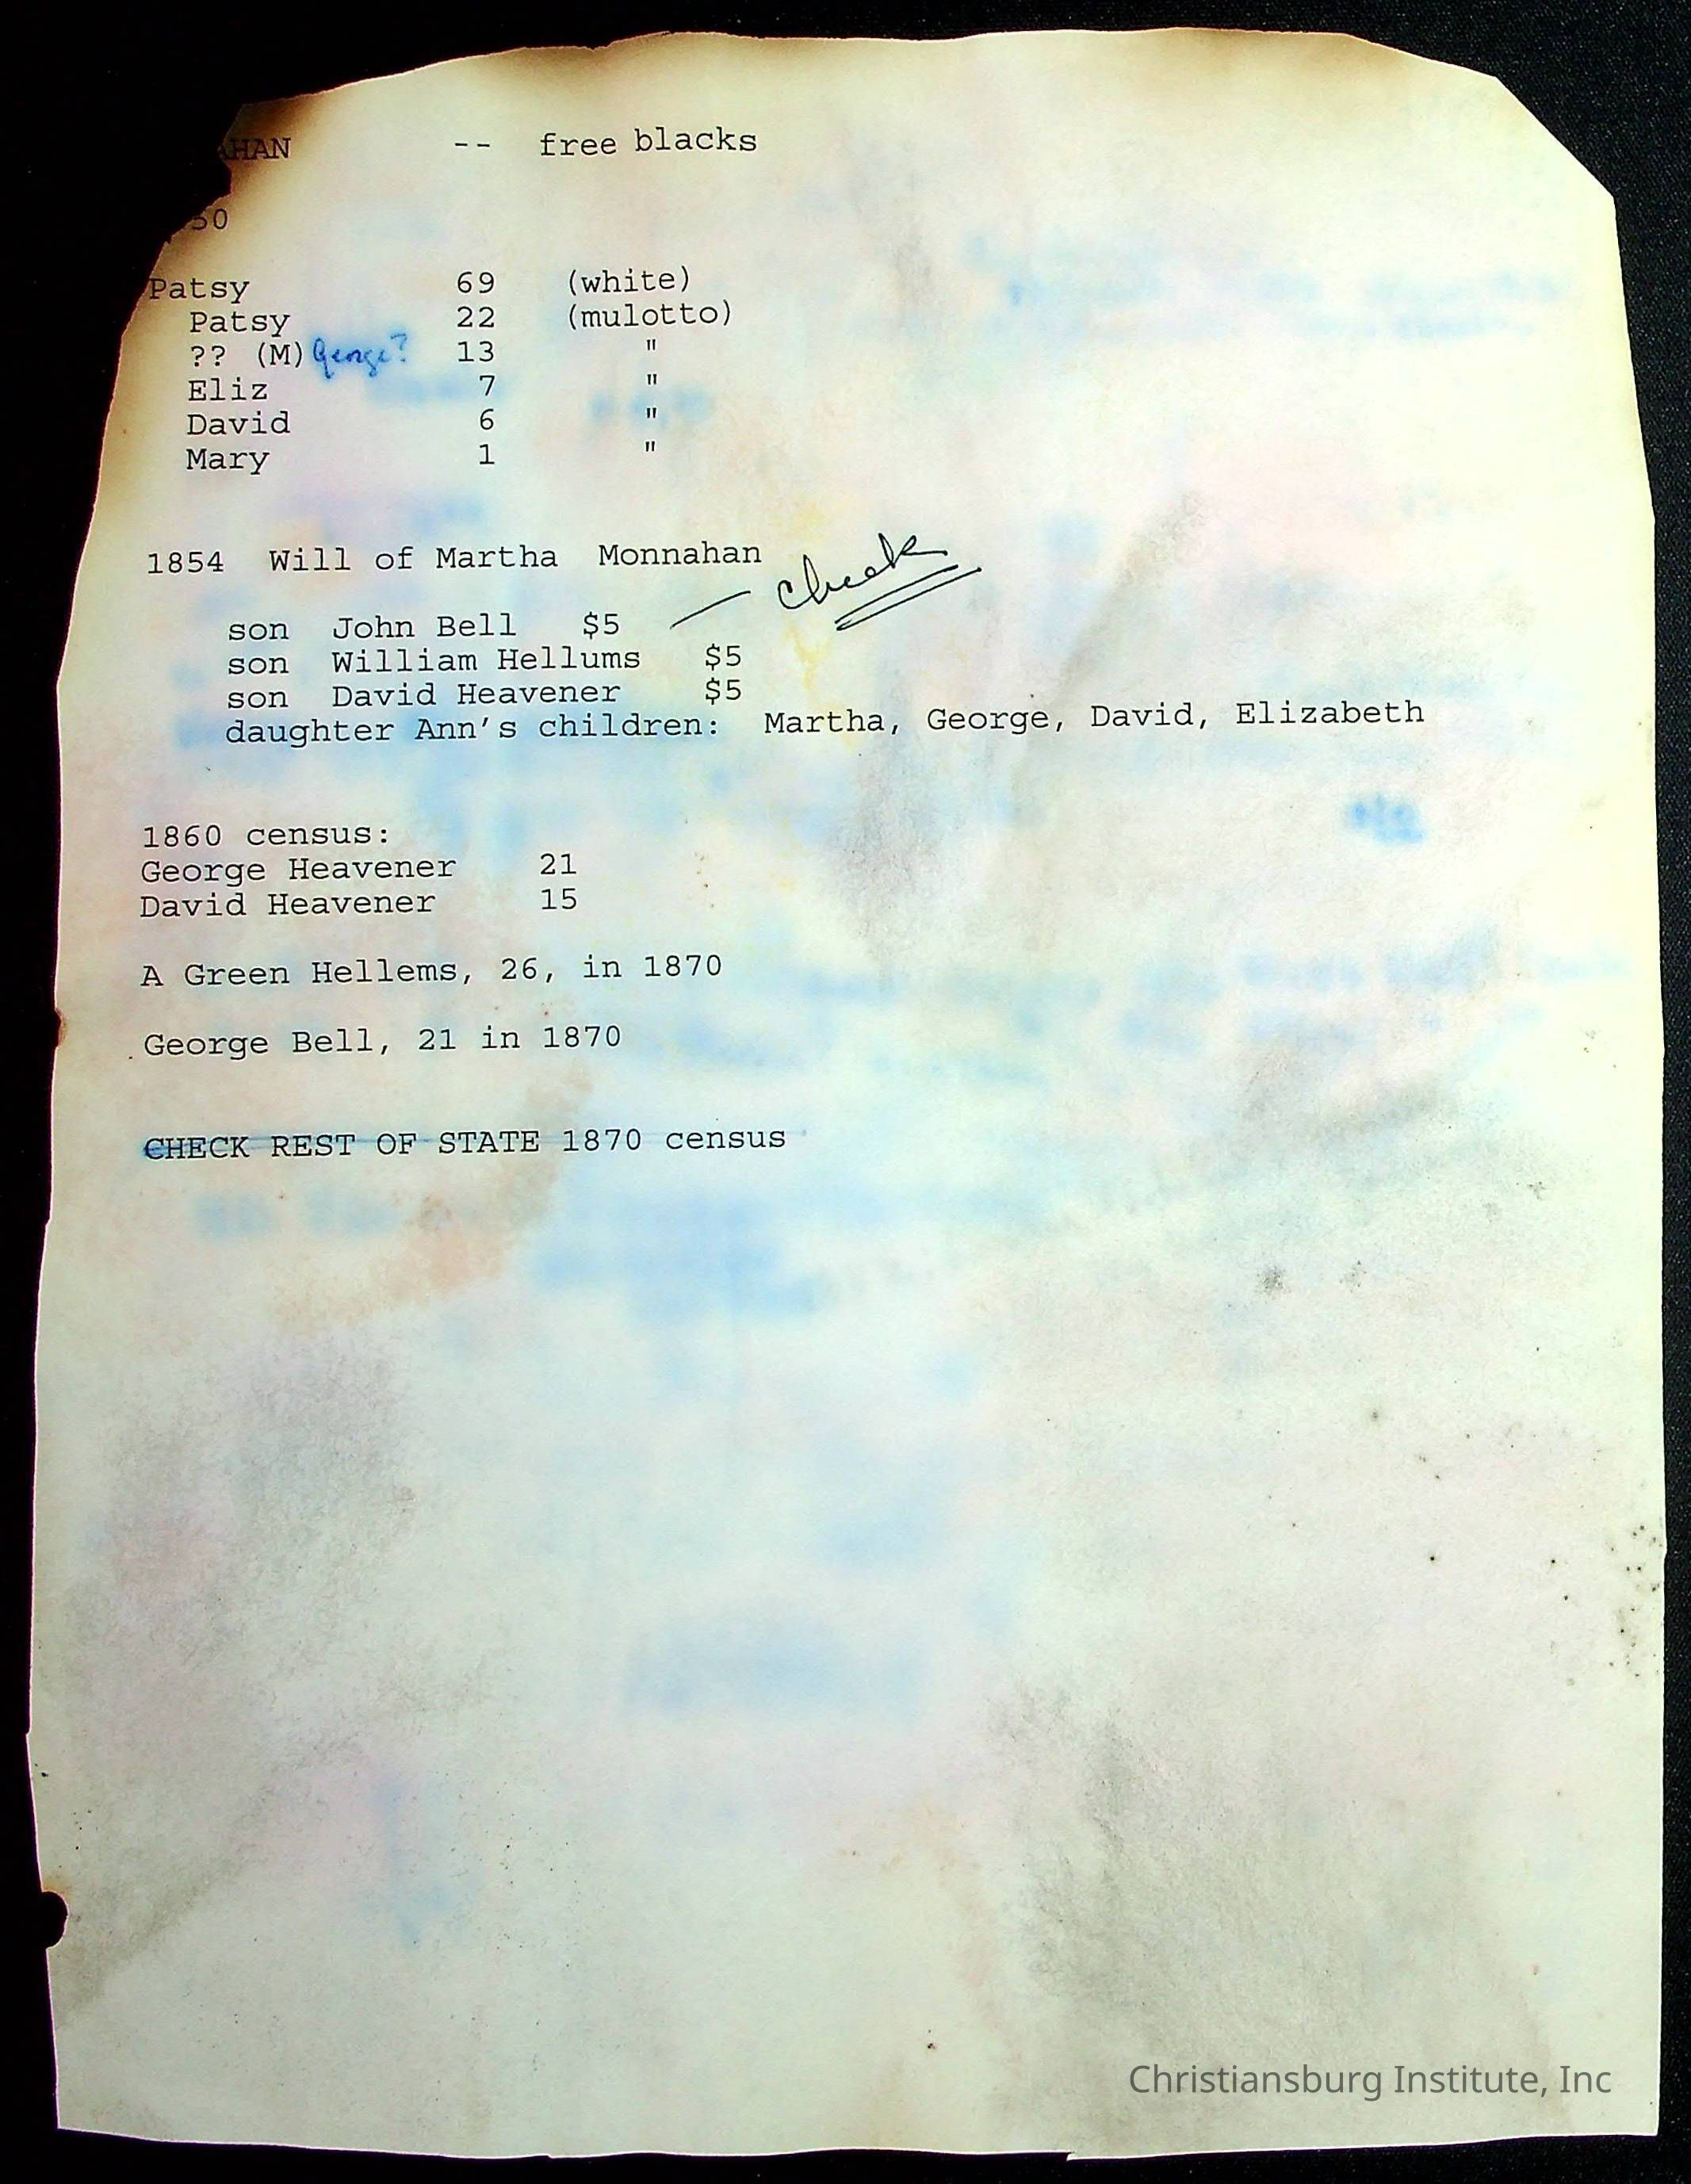 AHAN -- free blacks
50
Patsy 69 (white)
Patsy 22 (mulotto)
?? (M) George? 13 "
Eliz 7 "
David 6 "
Mary 1 "
1854 Will of Martha Monnahan
check
son John Bell $5
son William Hellums $5
son David Heavener $5
daughter Ann's children: Martha, George, David, Elizabeth
1860 census:
George Heavener 21
David Heavener 15
A Green Hellems, 26, in 1870
George Bell, 21 in 1870
CHECK REST OF STATE 1870 census
Christiansburg Institute, Inc